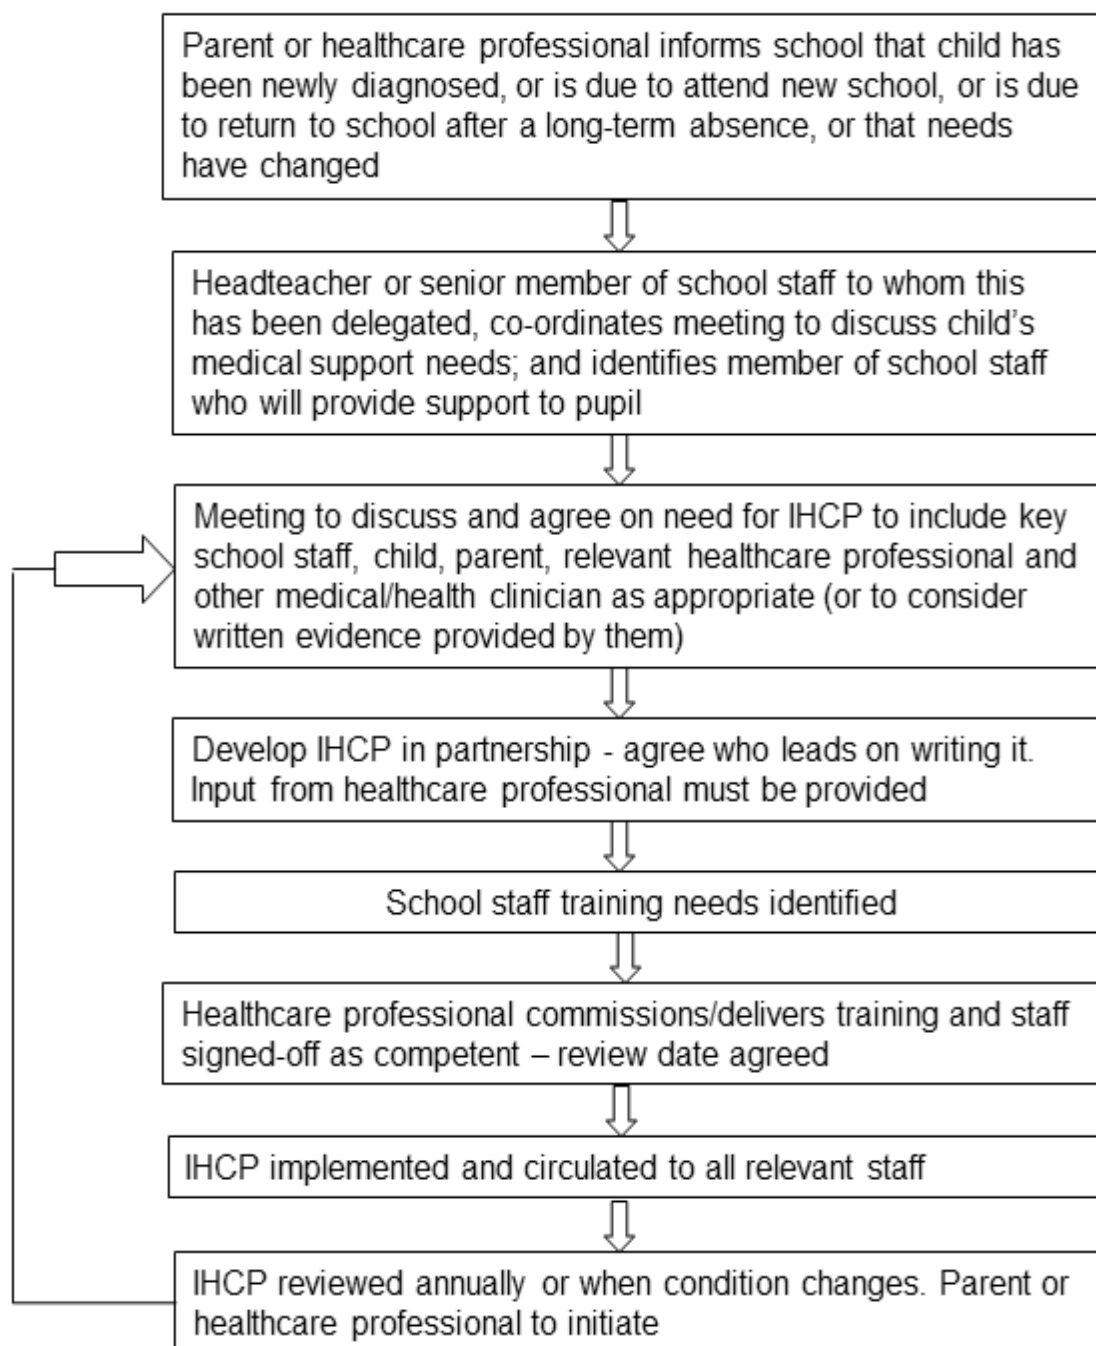 Parent or healthcare professional informs school that child has
been newly diagnosed, or is due to attend new school, or is due
to return to school after a long-term absence, or that needs
have changed
Headteacher or senior member of school staff to whom this
has been delegated, co-ordinates meeting to discuss child's
medical support needs; and identifies member of school staff
who will provide support to pupil
Meeting to discuss and agree on need for IHCP to include key
school staff, child, parent, relevant healthcare professional and
other medical/health clinician as appropriate (or to consider
written evidence provided by them)
Develop IHCP in partnership - agree who leads on writing it.
Input from healthcare professional must be provided
School staff training needs identified
Healthcare professional commissions/delivers training and staff
signed-off as competent – review date agreed
IHCP implemented and circulated to all relevant staff
IHCP reviewed annually or when condition changes. Parent or
healthcare professional to initiate